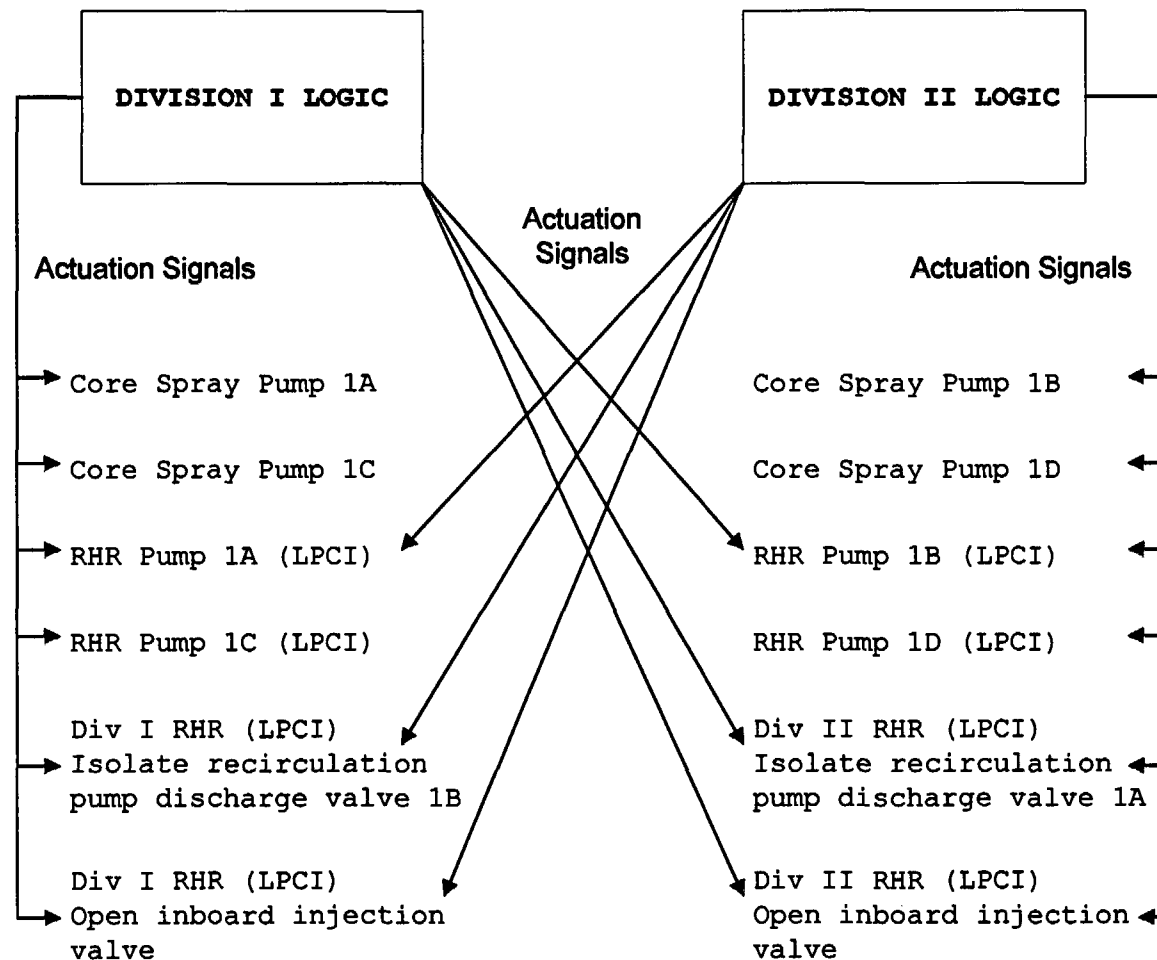 DIVISION I LOGIC
DIVISION II LOGIC
Actuation
Signals
Actuation Signals
Actuation Signals
Core Spray Pump 1A
Core Spray Pump 1B
Core Spray Pump 1C
Core Spray Pump 1D
RHR Pump 1A (LPCI)
RHR Pump 1B (LPCI)
RHR Pump 1C (LPCI)
RHR Pump 1D (LPCI)
Div I RHR (LPCI)
Isolate recirculation
pump discharge valve 1B
Div II RHR (LPCI)
Isolate recirculation
pump discharge valve 1A
Div I RHR (LPCI)
Open inboard injection
valve
Div II RHR (LPCI)
Open inboard injection
valve